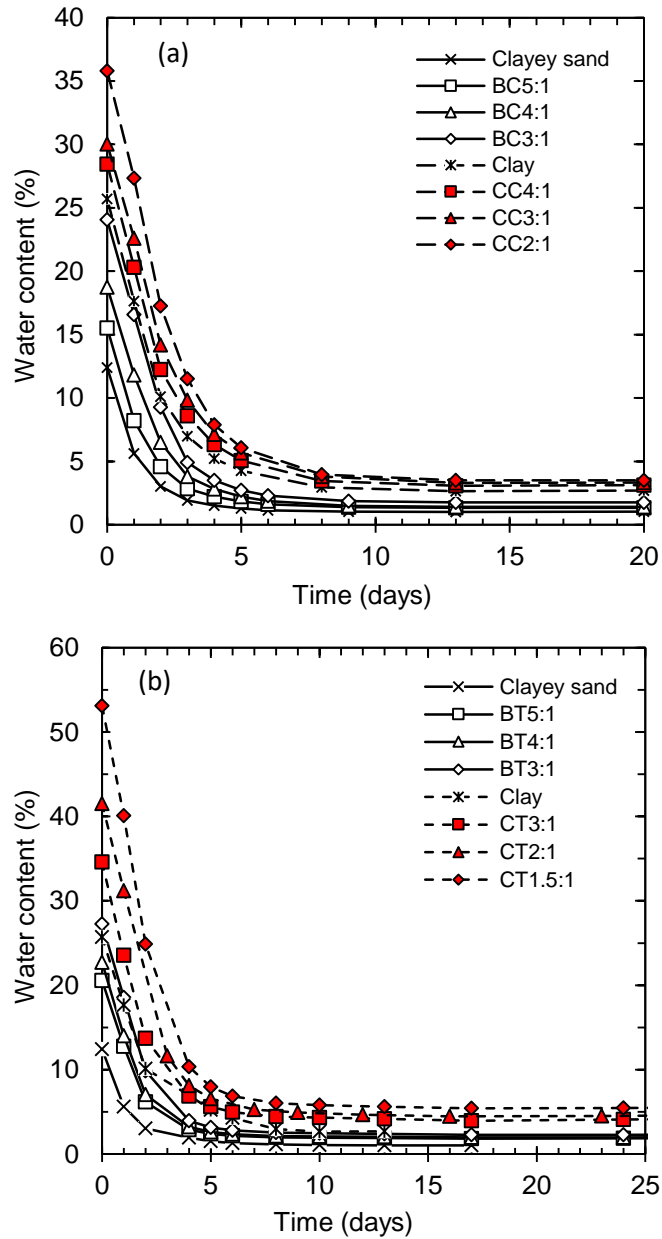 (a)
40
35
30
25
20
15
10
5
0
Water content (%)
Clayey sand
BC5:1
BC4:1
BC3:1
Clay
CC4:1
CC3:1
CC2:1
0 5 10 15 20
Time (days)
(b)
60
50
40
30
20
10
0
Water content (%)
Clayey sand
BT5:1
BT4:1
BT3:1
Clay
CT3:1
CT2:1
CT1.5:1
0 5 10 15 20 25
Time (days)